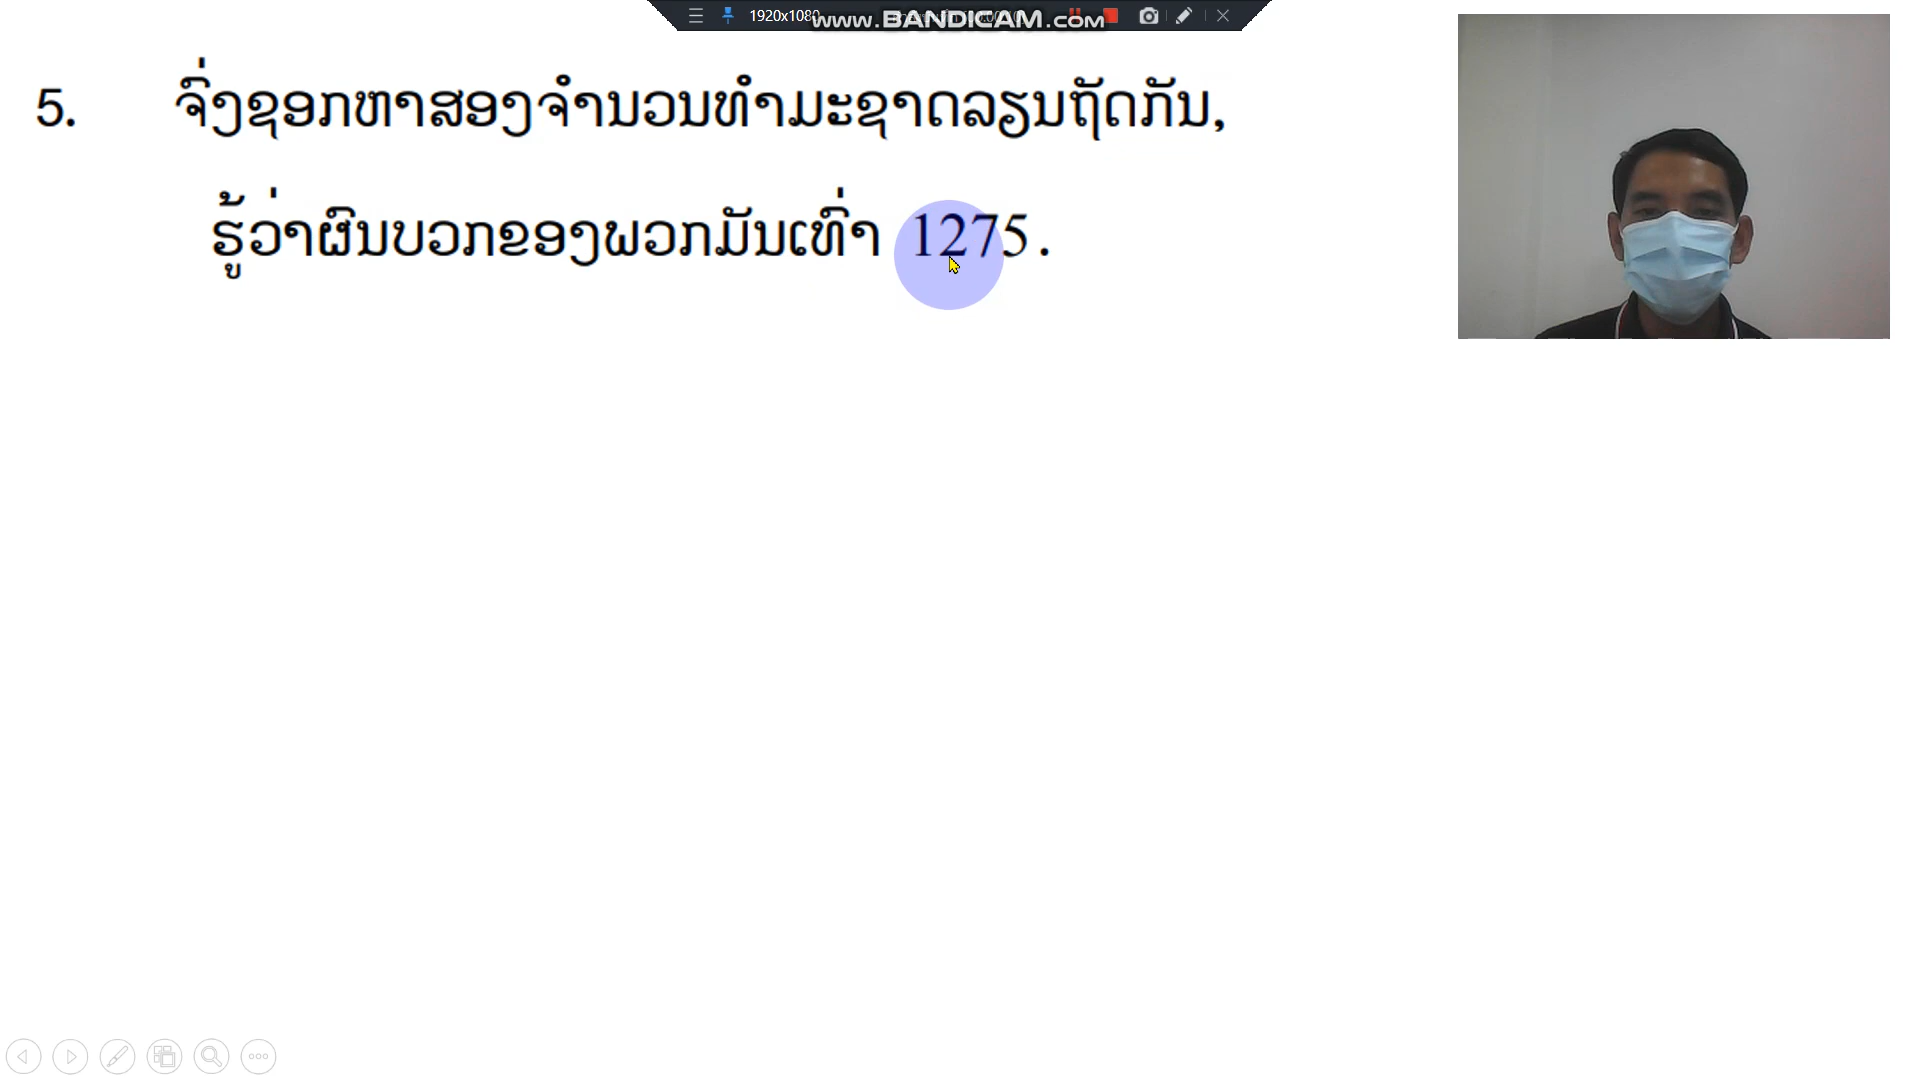 1920x1080
www.BANDICAM.com
5. ຈົ່ງຊອກຫາສອງຈໍານວນທໍາມະຊາດລຽນຖັດກັນ,
ຮູ້ວ່າຜົນບວກຂອງພວກມັນເທົ່າ 1275.